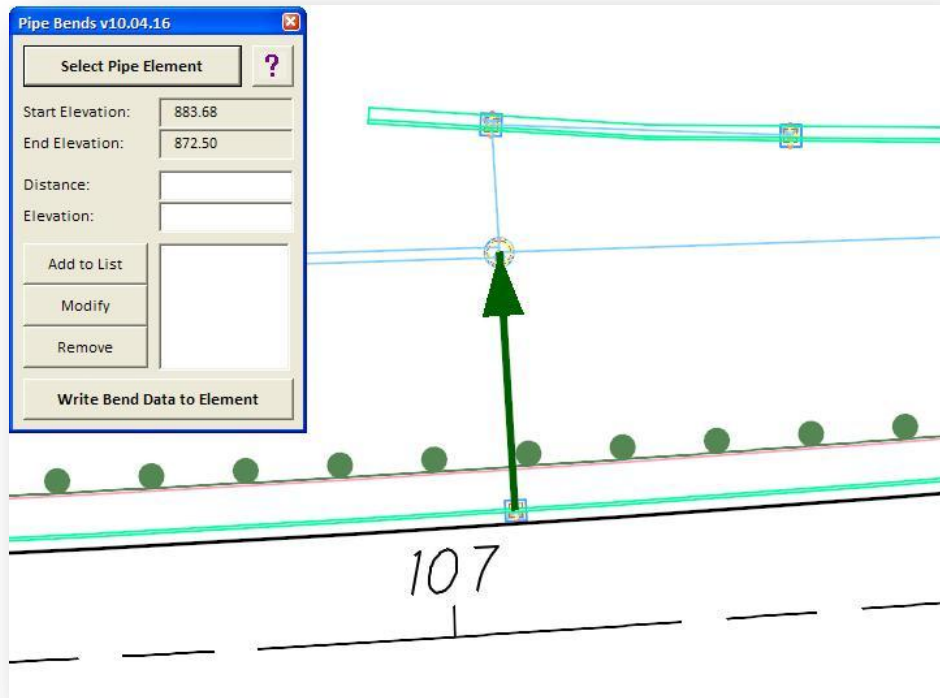 Pipe Bends v10.04.16
Select Pipe Element
?
Start Elevation: 883.68
End Elevation: 872.50
Distance:
Elevation:
Add to List
Modify
Remove
Write Bend Data to Element
107